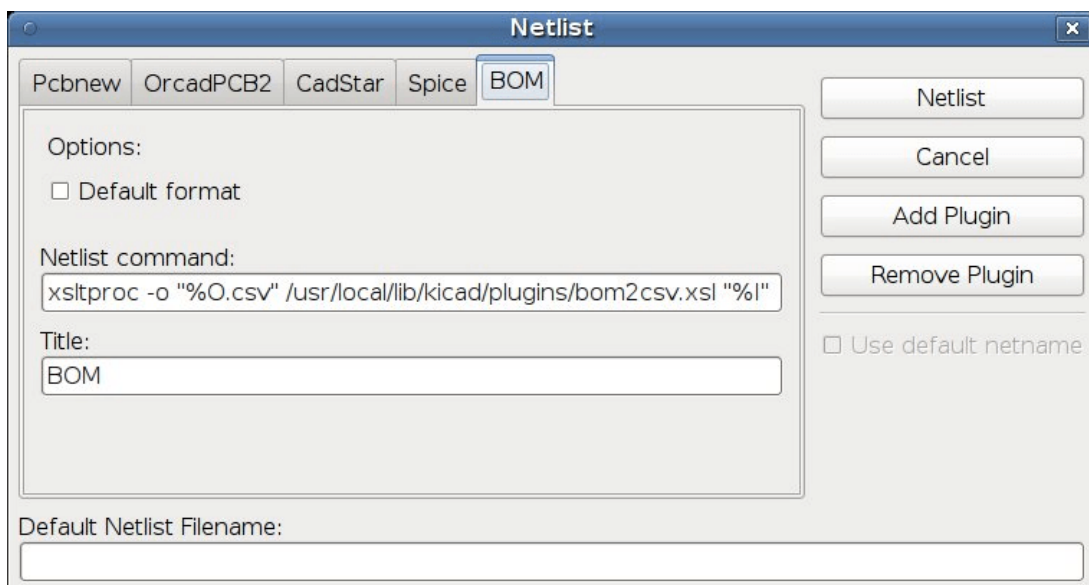 Netlist
Pcbnew OrcadPCB2 CadStar Spice BOM
Options:
Default format
Netlist command:
xsltproc -o "%O.csv" /usr/local/lib/kicad/plugins/bom2csv.xsl "%I"
Title:
BOM
Netlist
Cancel
Add Plugin
Remove Plugin
Use default netname
Default Netlist Filename: